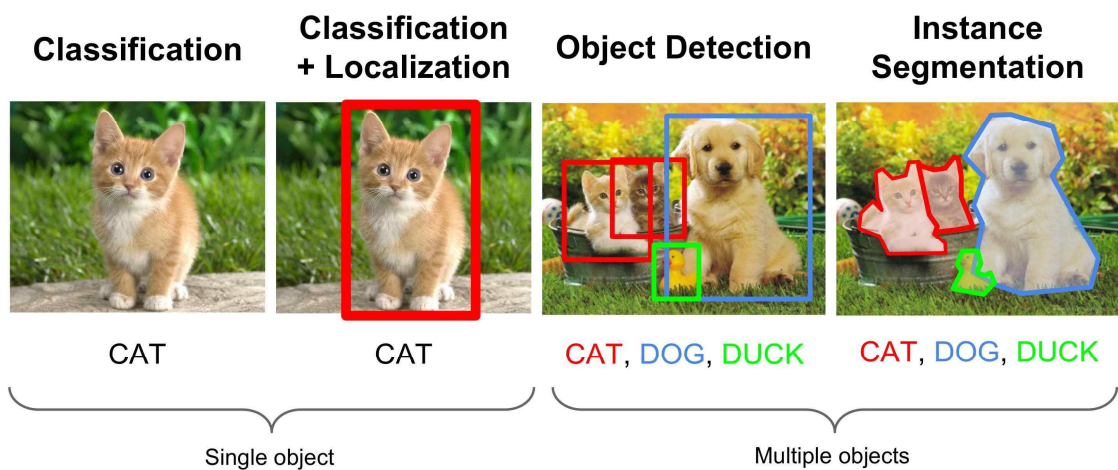 Classification
Classification
+ Localization
Object Detection
Instance
Segmentation
CAT
CAT
CAT, DOG, DUCK
CAT, DOG, DUCK
Single object
Multiple objects